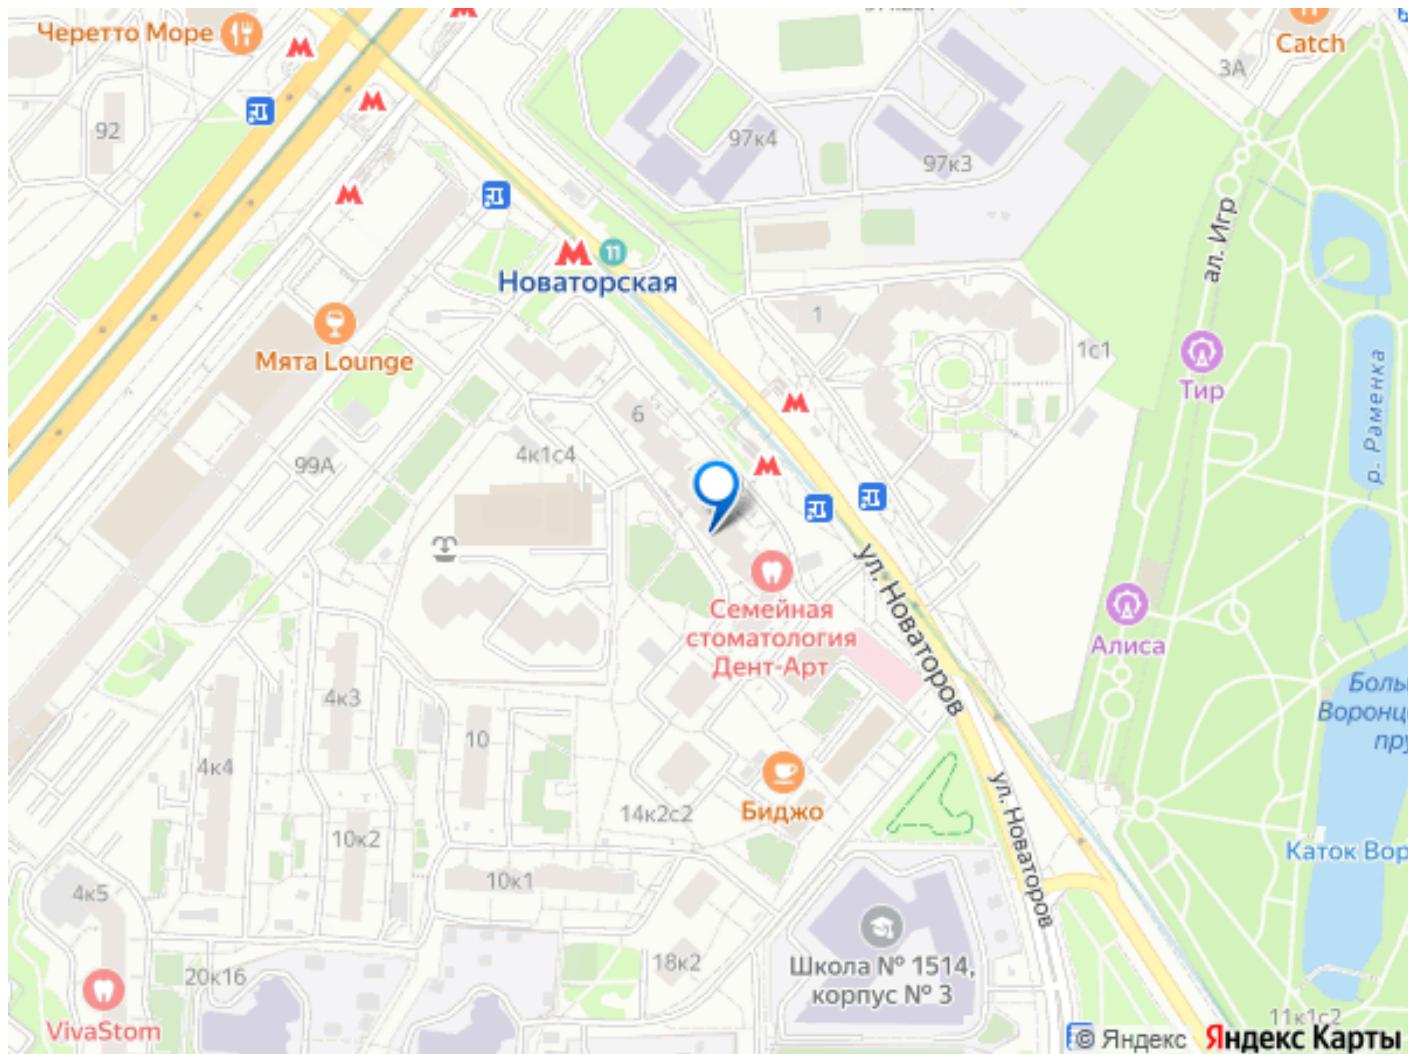 Черетто Море
Catch
3А
92
97к4
97к3
ал. Игр
Новаторская
11
1
1с1
Мята Lounge
Тир
р. Раменка
6
4к1с4
99А
ул. Новаторов
Семейная
стоматология
Дент-Арт
Алиса
4к3
10
4к4
Биджо
14к2с2
10к2
ул. Новаторов
10к1
4к5
Каток Вор
Школа № 1514,
корпус № 3
18к2
20к16
VivaStom
11к1с2
© Яндекс Яндекс Карты